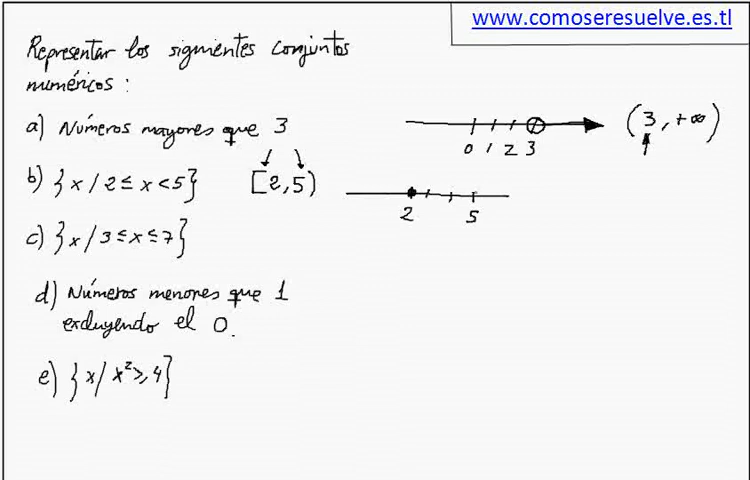 www.comoseresuelve.es.tl
Representar los siguientes conjuntos
numéricos:
a) Números mayores que 3
0 1 2 3
(3, +∞)
b) {x / 2 ≤ x < 5}
[2, 5)
2 5
c) {x / 3 ≤ x ≤ 7}
d) Números menores que 1
excluyendo el 0.
e) {x / x² ≥ 4}